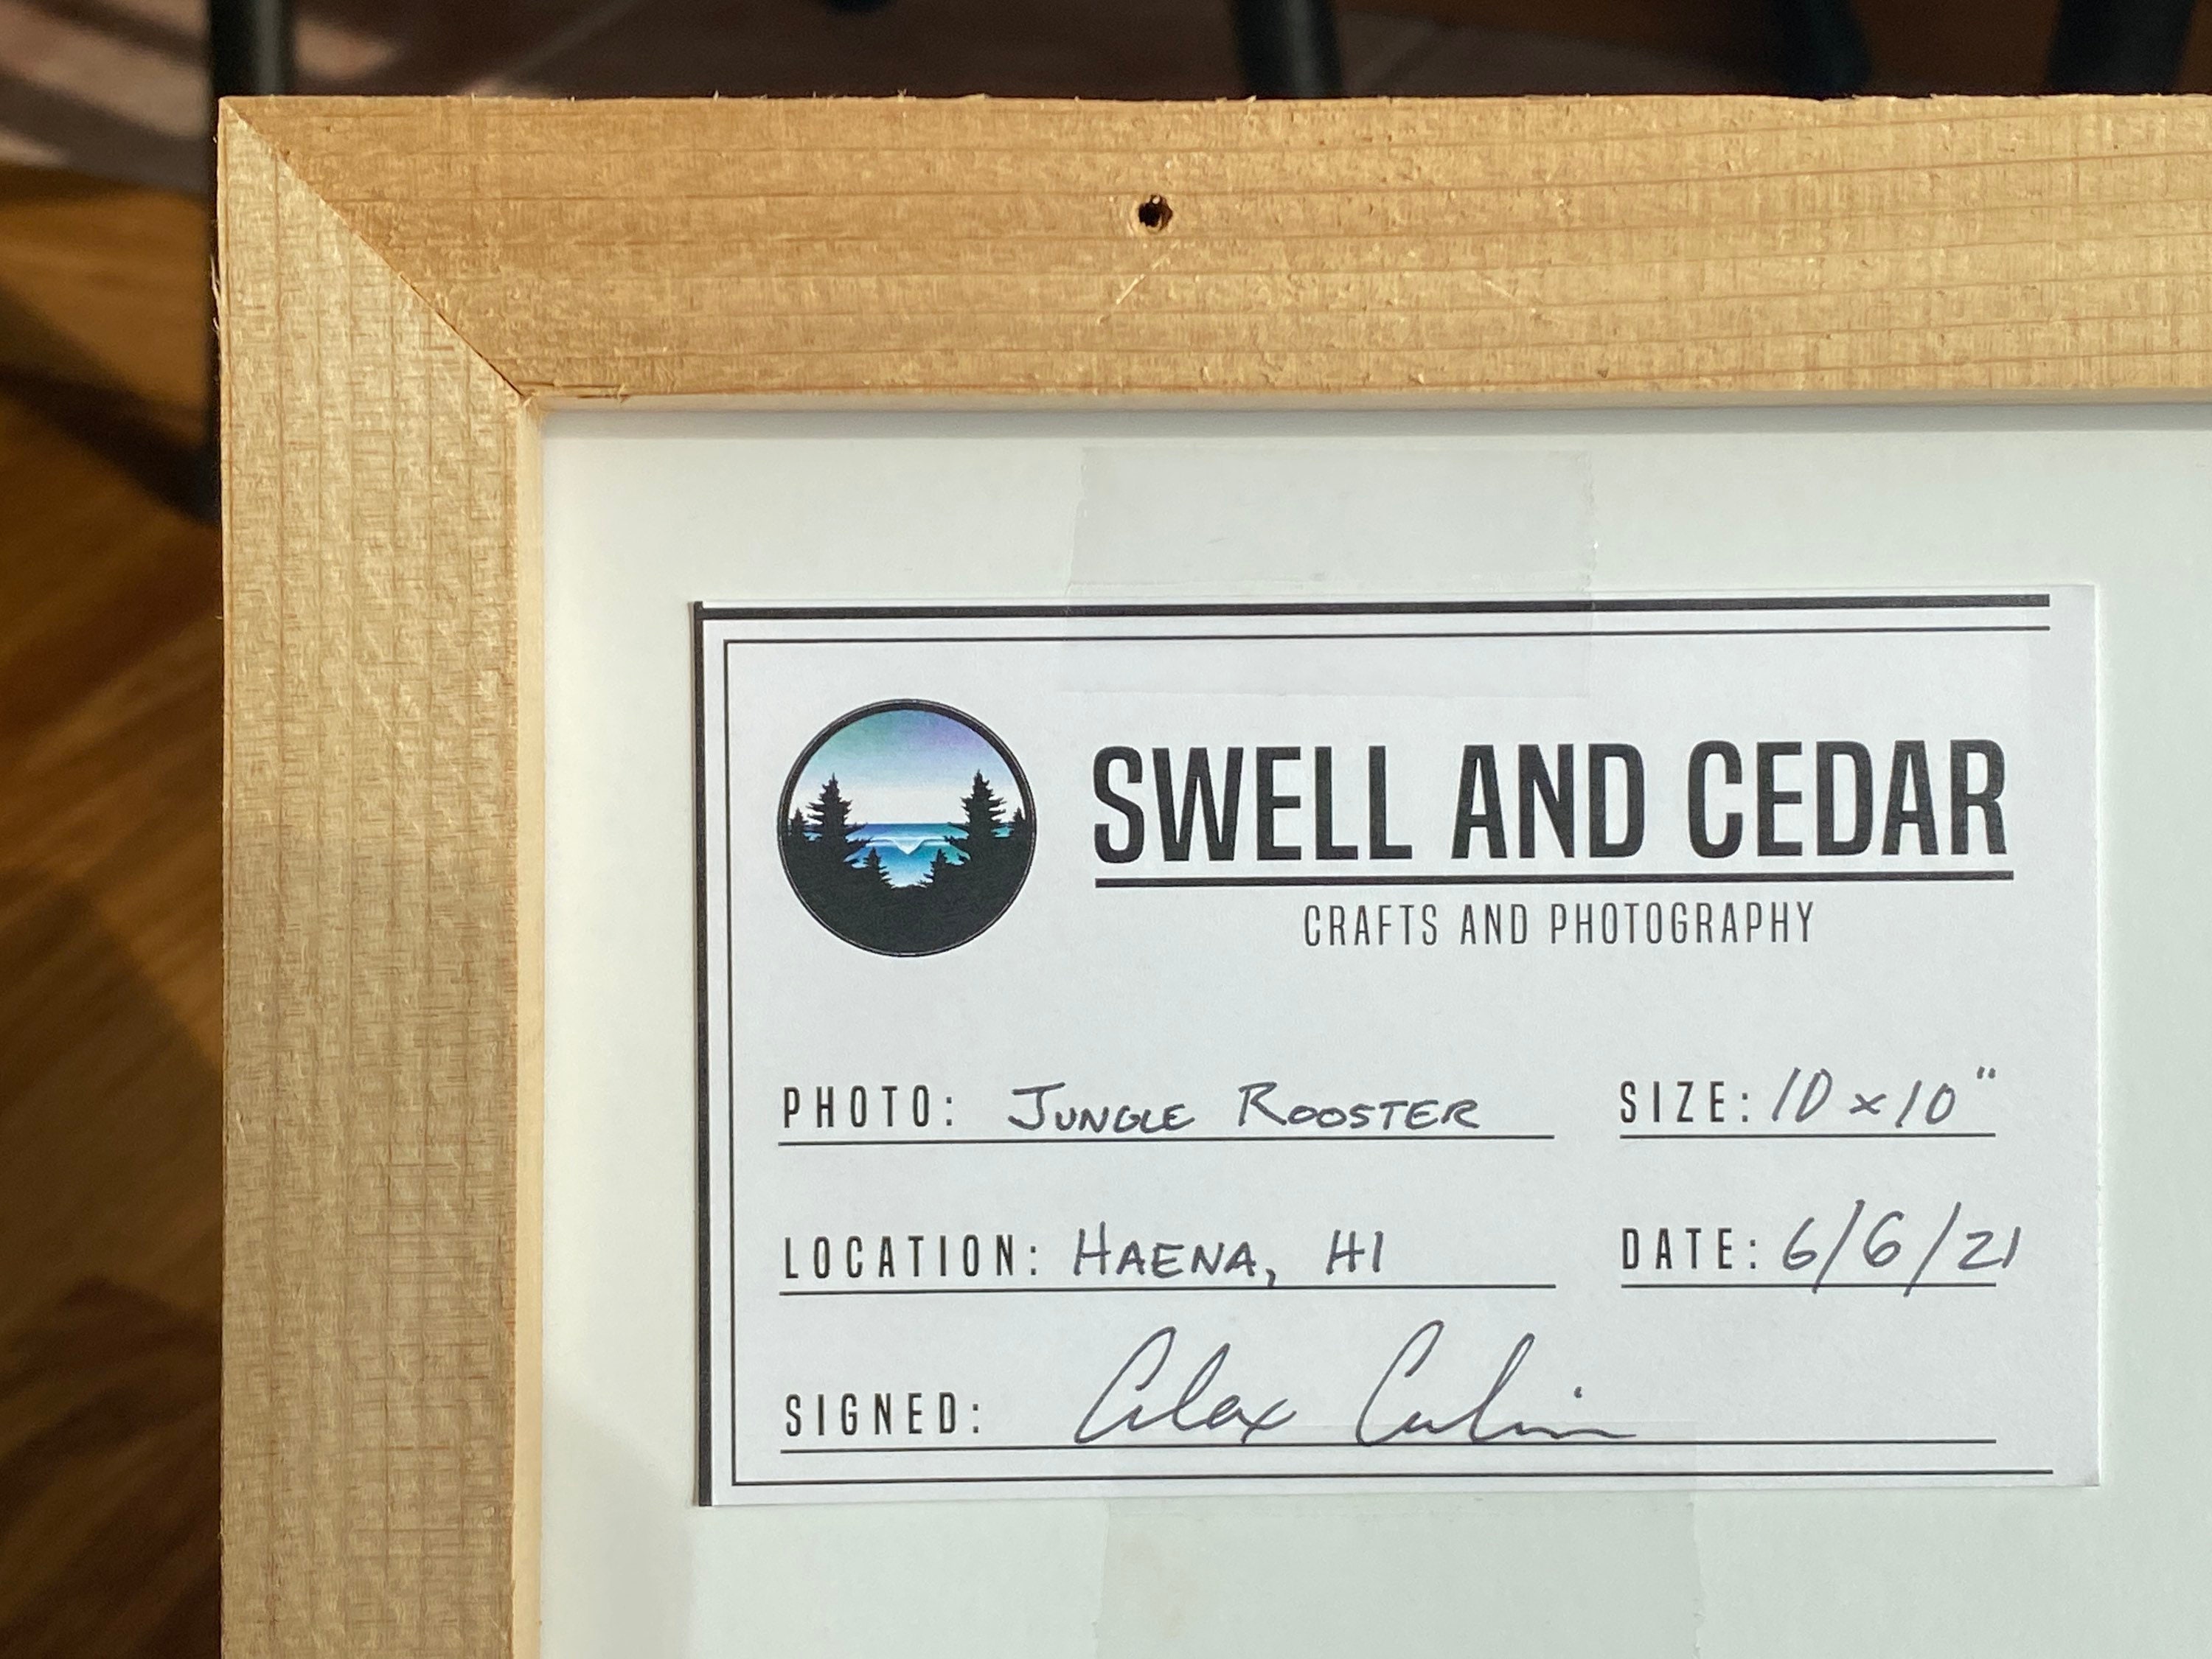 SWELL AND CEDAR
CRAFTS AND PHOTOGRAPHY
PHOTO: JUNGLE ROOSTER SIZE: 10 x 10"
LOCATION: HAENA, HI DATE: 6/6/21
SIGNED: Alex